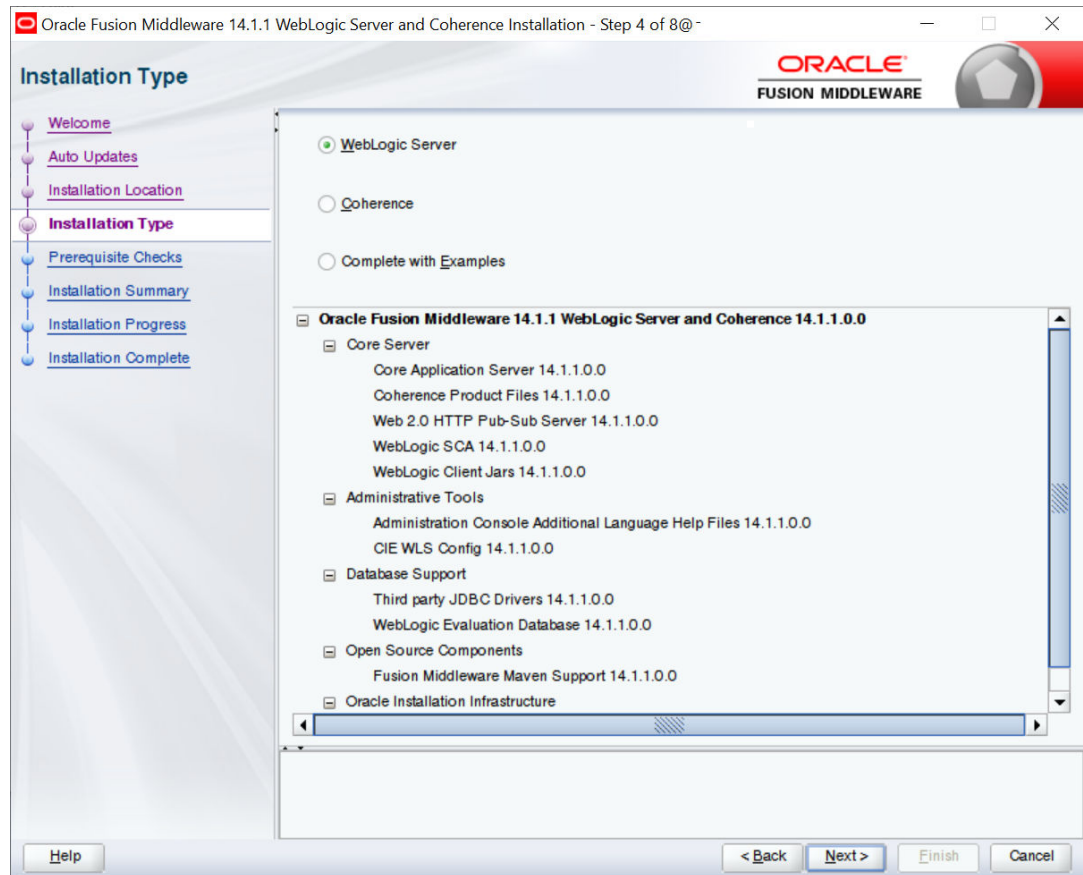 Oracle Fusion Middleware 14.1.1 WebLogic Server and Coherence Installation - Step 4 of 8@-
Installation Type
ORACLE
FUSION MIDDLEWARE
Welcome
Auto Updates
Installation Location
Installation Type
Prerequisite Checks
Installation Summary
Installation Progress
Installation Complete
WebLogic Server
Coherence
Complete with Examples
Oracle Fusion Middleware 14.1.1 WebLogic Server and Coherence 14.1.1.0.0
Core Server
Core Application Server 14.1.1.0.0
Coherence Product Files 14.1.1.0.0
Web 2.0 HTTP Pub-Sub Server 14.1.1.0.0
WebLogic SCA 14.1.1.0.0
WebLogic Client Jars 14.1.1.0.0
Administrative Tools
Administration Console Additional Language Help Files 14.1.1.0.0
CIE WLS Config 14.1.1.0.0
Database Support
Third party JDBC Drivers 14.1.1.0.0
WebLogic Evaluation Database 14.1.1.0.0
Open Source Components
Fusion Middleware Maven Support 14.1.1.0.0
Oracle Installation Infrastructure
Help
< Back
Next >
Finish
Cancel